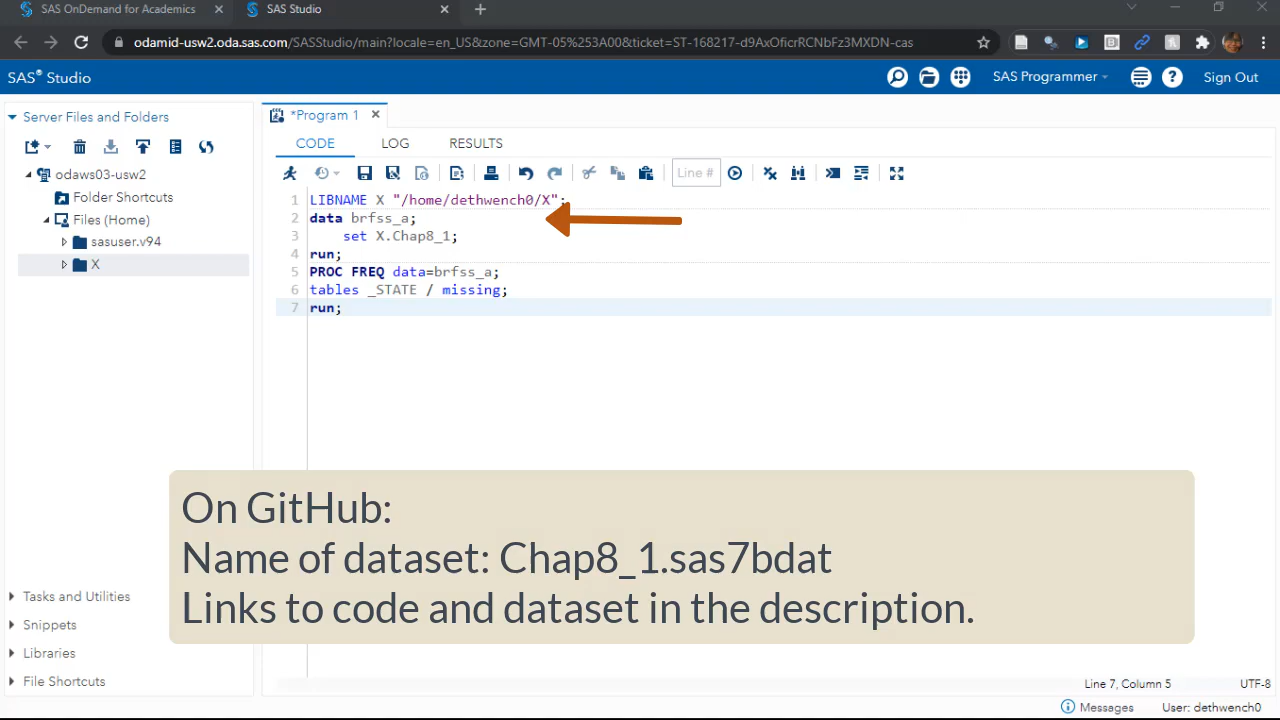 SAS OnDemand for Academics
SAS Studio
odamid-usw2.oda.sas.com/SASStudio/main?locale=en_US&zone=GMT-05%253A00&ticket=ST-168217-d9AxOficrRCNbFz3MXDN-cas
SAS® Studio
SAS Programmer
Sign Out
Server Files and Folders
odaws03-usw2
Folder Shortcuts
Files (Home)
sasuser.v94
X
Tasks and Utilities
Snippets
Libraries
File Shortcuts
*Program 1
CODE LOG RESULTS
Line #
1 LIBNAME X "/home/dethwench0/X";
2 data brfss_a;
3 set X.Chap8_1;
4 run;
5 PROC FREQ data=brfss_a;
6 tables _STATE / missing;
7 run;
On GitHub:
Name of dataset: Chap8_1.sas7bdat
Links to code and dataset in the description.
Line 7, Column 5 UTF-8
Messages User: dethwench0